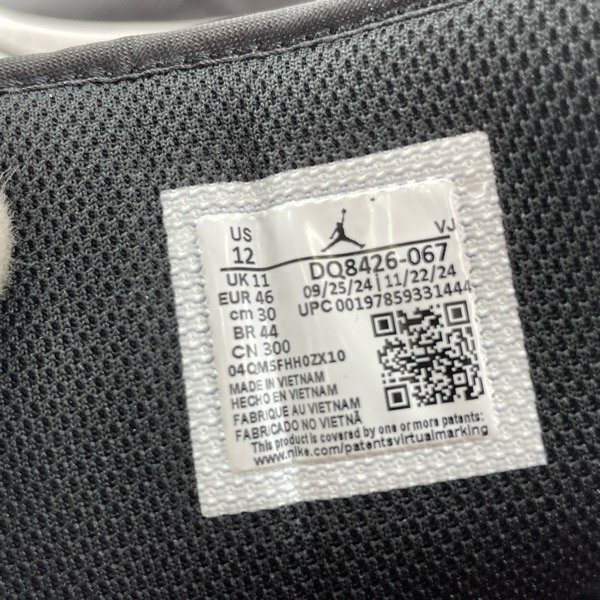 US
12
VJ
DQ8426-067
09/25/24 | 11/22/24
UPC 00197859331444
UK 11
EUR 46
cm 30
BR 44
CN 300
04QM5FHH0ZX10
MADE IN VIETNAM
HECHO EN VIETNAM
FABRIQUE AU VIETNAM
FABRICADO NO VIETNÃ
This product is covered by one or more patents:
www.nike.com/patentsvirtualmarking